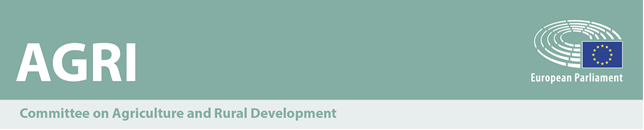 AGRI
European Parliament
Committee on Agriculture and Rural Development